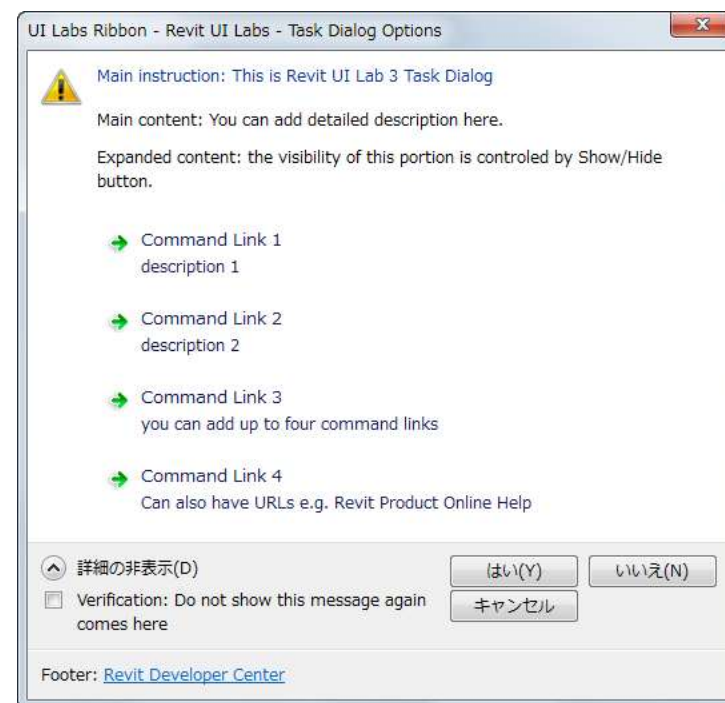 UI Labs Ribbon - Revit UI Labs - Task Dialog Options
Main instruction: This is Revit UI Lab 3 Task Dialog
Main content: You can add detailed description here.
Expanded content: the visibility of this portion is controled by Show/Hide
button.
Command Link 1
description 1
Command Link 2
description 2
Command Link 3
you can add up to four command links
Command Link 4
Can also have URLs e.g. Revit Product Online Help
詳細の非表示(D)
はい(Y)
いいえ(N)
Verification: Do not show this message again
comes here
キャンセル
Footer: Revit Developer Center